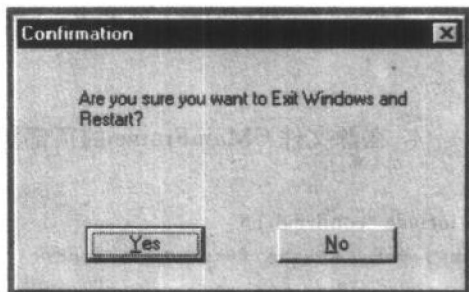 Confirmation
Are you sure you want to Exit Windows and
Restart?
Yes
No